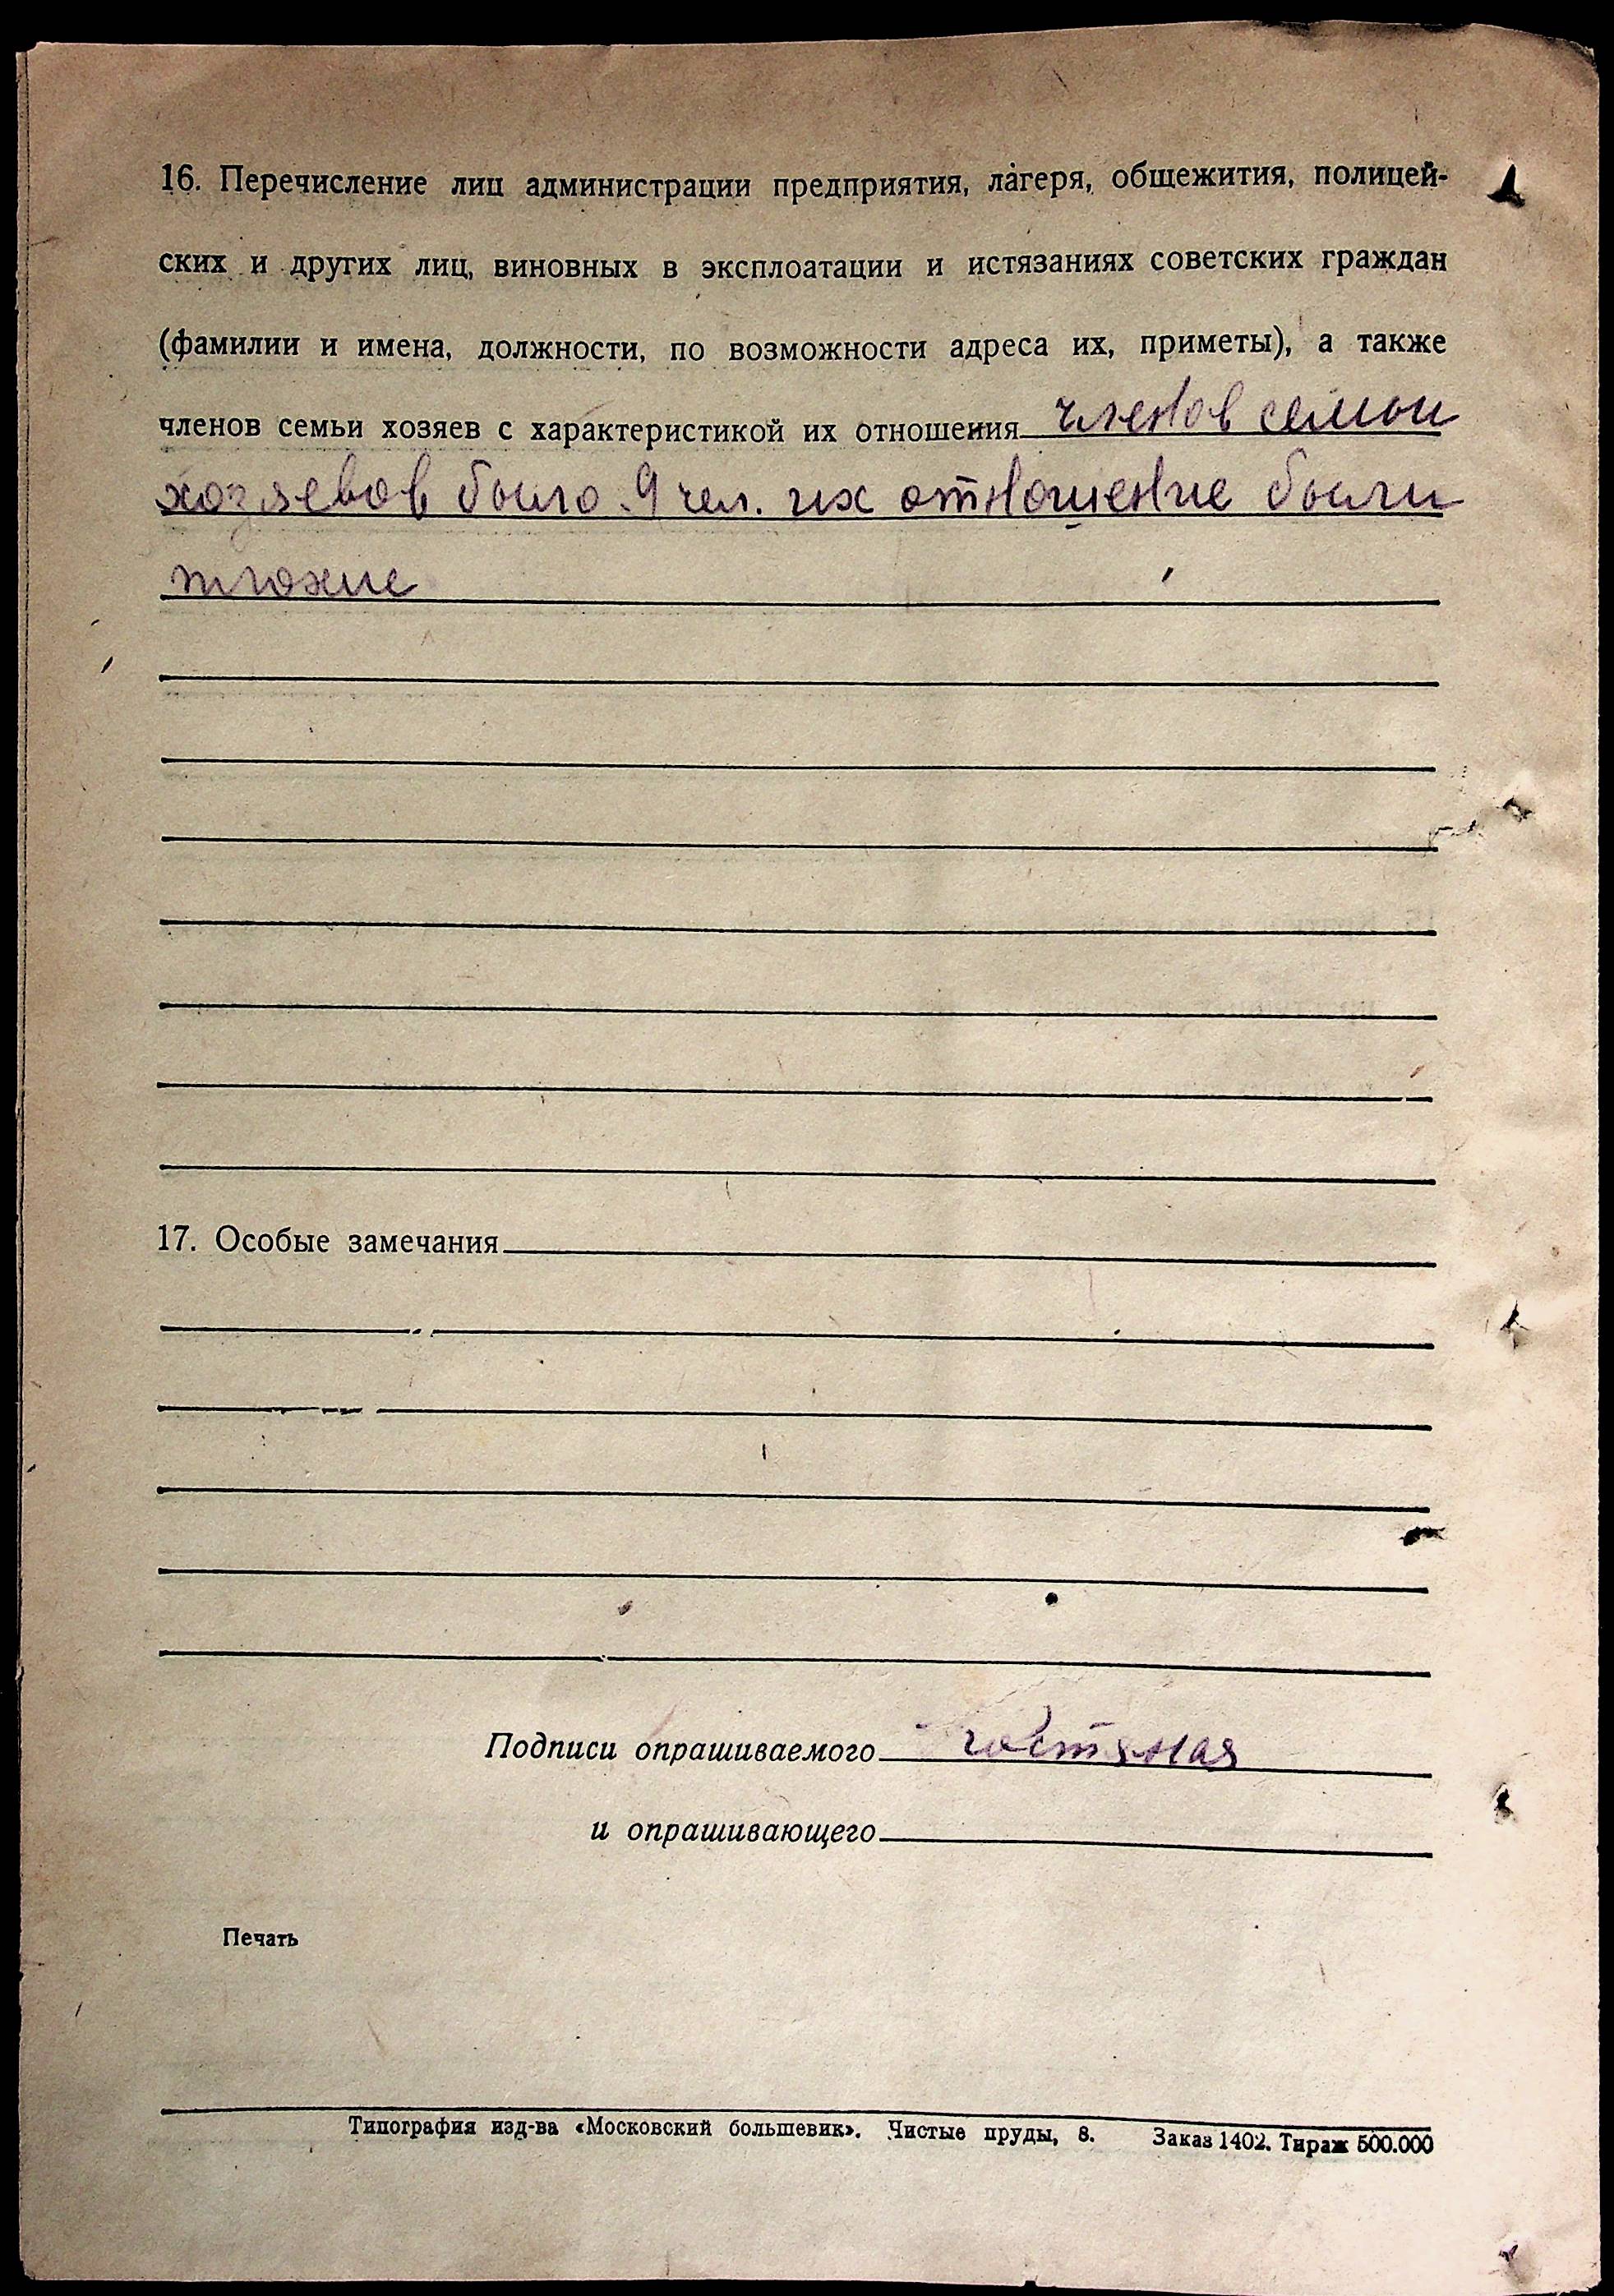 16. Перечисление лиц администрации предприятия, лагеря, общежития, полицей-
ских и других лиц, виновных в эксплоатации и истязаниях советских граждан
(фамилии и имена, должности, по возможности адреса их, приметы), а также
членов семьи хозяев с характеристикой их отношения членов семьи
хозяевов было 9 чел. их отношение были
плохие
17. Особые замечания
Подписи опрашиваемого
и опрашивающего
Печать
Типография изд-ва «Московский большевик». Чистые пруды, 8. Заказ 1402. Тираж 500.000